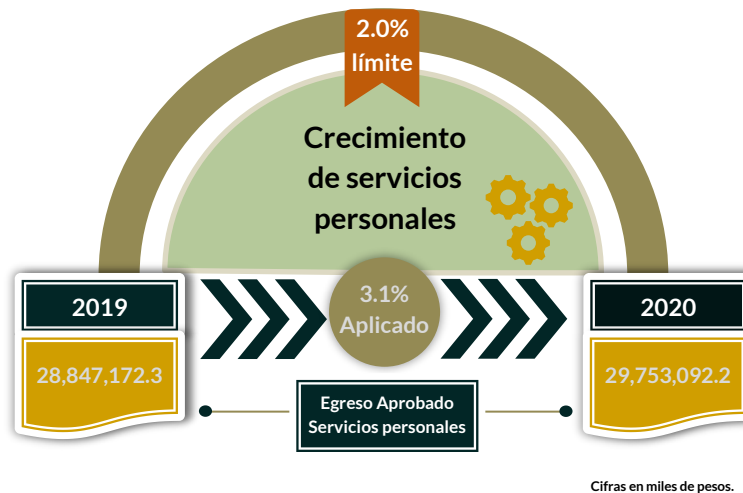 2.0%
límite
Crecimiento
de servicios
personales
2019
3.1%
Aplicado
2020
28,847,172.3
29,753,092.2
Egreso Aprobado
Servicios personales
Cifras en miles de pesos.